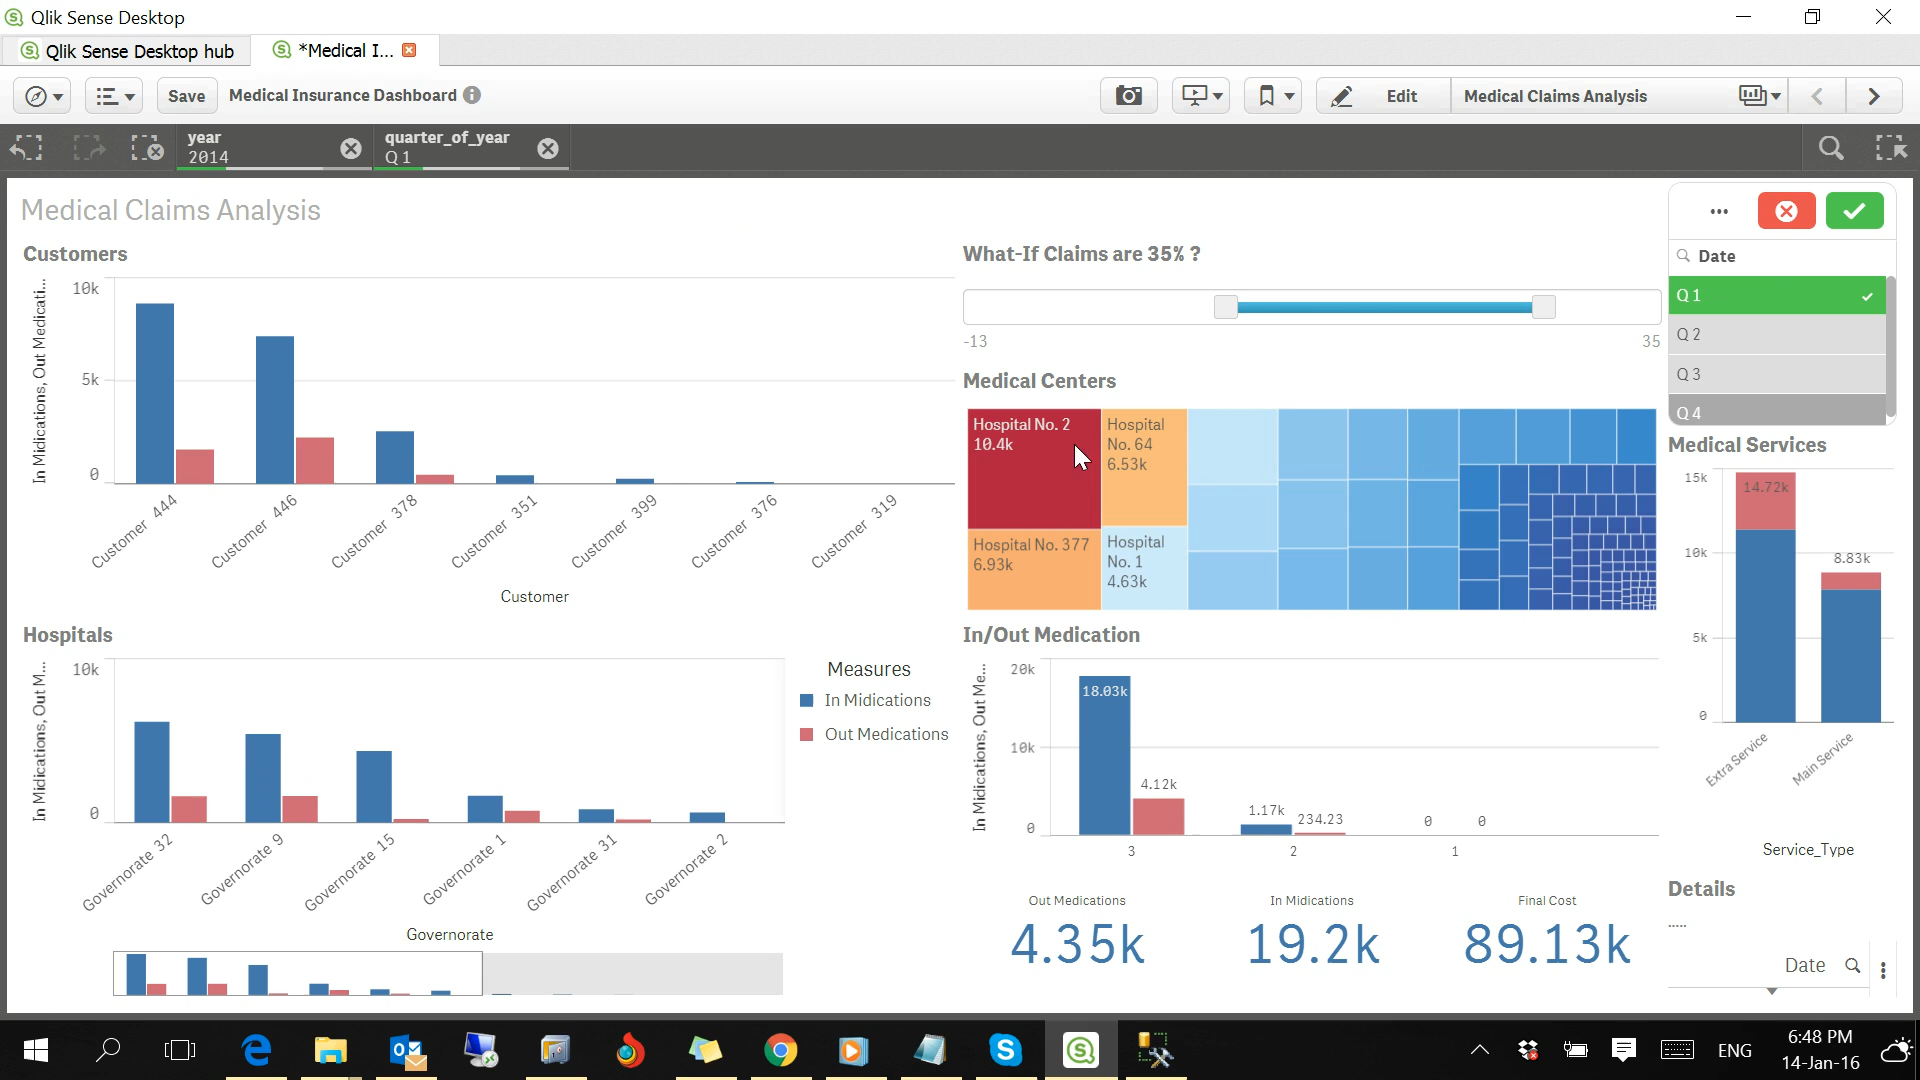 Qlik Sense Desktop
Qlik Sense Desktop hub
*Medical I...
Save
Medical Insurance Dashboard
Edit
Medical Claims Analysis
year
2014
quarter_of_year
Q 1
Medical Claims Analysis
Customers
In Midications, Out Medicati...
10k
5k
0
Customer 444
Customer 446
Customer 378
Customer 351
Customer 399
Customer 376
Customer 319
Customer
What-If Claims are 35% ?
-13
35
Medical Centers
Hospital No. 2
10.4k
Hospital
No. 64
6.53k
Hospital No. 377
6.93k
Hospital
No. 1
4.63k
Date
Q 1
Q 2
Q 3
Q 4
Medical Services
15k
10k
5k
0
14.72k
8.83k
Extra Service
Main Service
Service_Type
Hospitals
In Midications, Out M...
10k
0
Governorate 32
Governorate 9
Governorate 15
Governorate 1
Governorate 31
Governorate 2
Governorate
Measures
In Midications
Out Medications
In/Out Medication
In Midications, Out Me...
20k
10k
0
18.03k
4.12k
1.17k
234.23
0
0
3
2
1
Out Medications
4.35k
In Midications
19.2k
Final Cost
89.13k
Details
.....
Date
ENG
6:48 PM
14-Jan-16